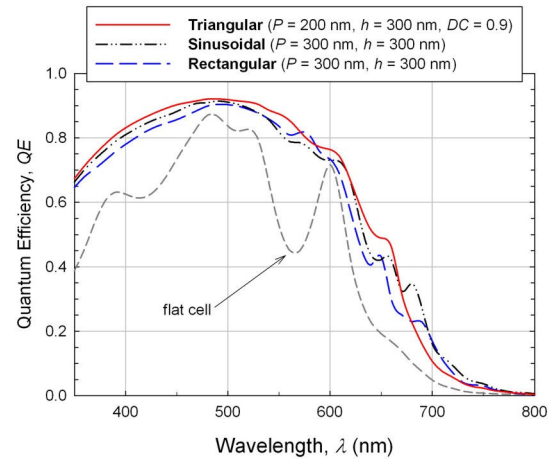 Triangular (P = 200 nm, h = 300 nm, DC = 0.9)
Sinusoidal (P = 300 nm, h = 300 nm)
Rectangular (P = 300 nm, h = 300 nm)
Quantum Efficiency, QE
1.0
0.8
0.6
0.4
0.2
0.0
flat cell
400
500
600
700
800
Wavelength, λ (nm)